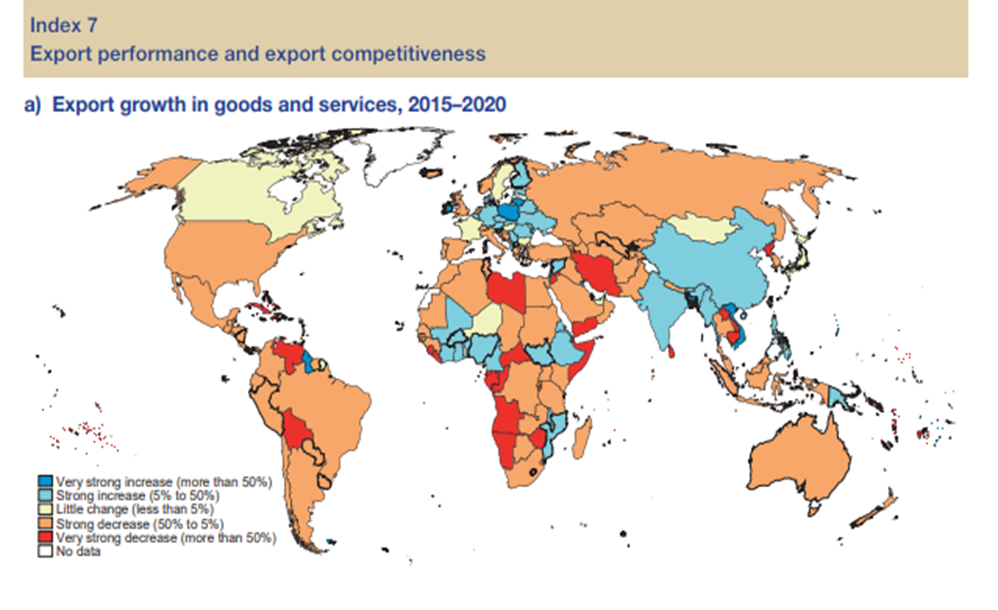 Index 7
Export performance and export competitiveness
a) Export growth in goods and services, 2015–2020
Very strong increase (more than 50%)
Strong increase (5% to 50%)
Little change (less than 5%)
Strong decrease (50% to 5%)
Very strong decrease (more than 50%)
No data